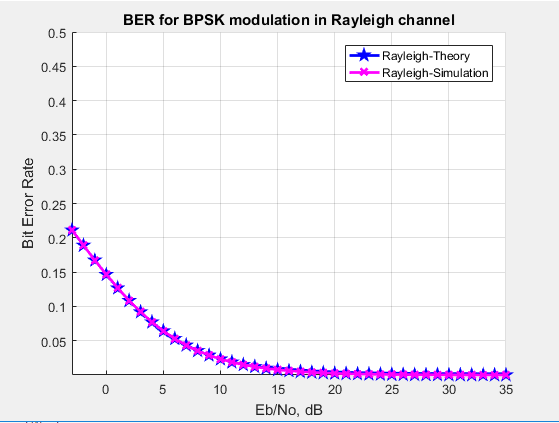 BER for BPSK modulation in Rayleigh channel
Rayleigh-Theory
Rayleigh-Simulation
Bit Error Rate
0.5
0.45
0.4
0.35
0.3
0.25
0.2
0.15
0.1
0.05
0 5 10 15 20 25 30 35
Eb/No, dB